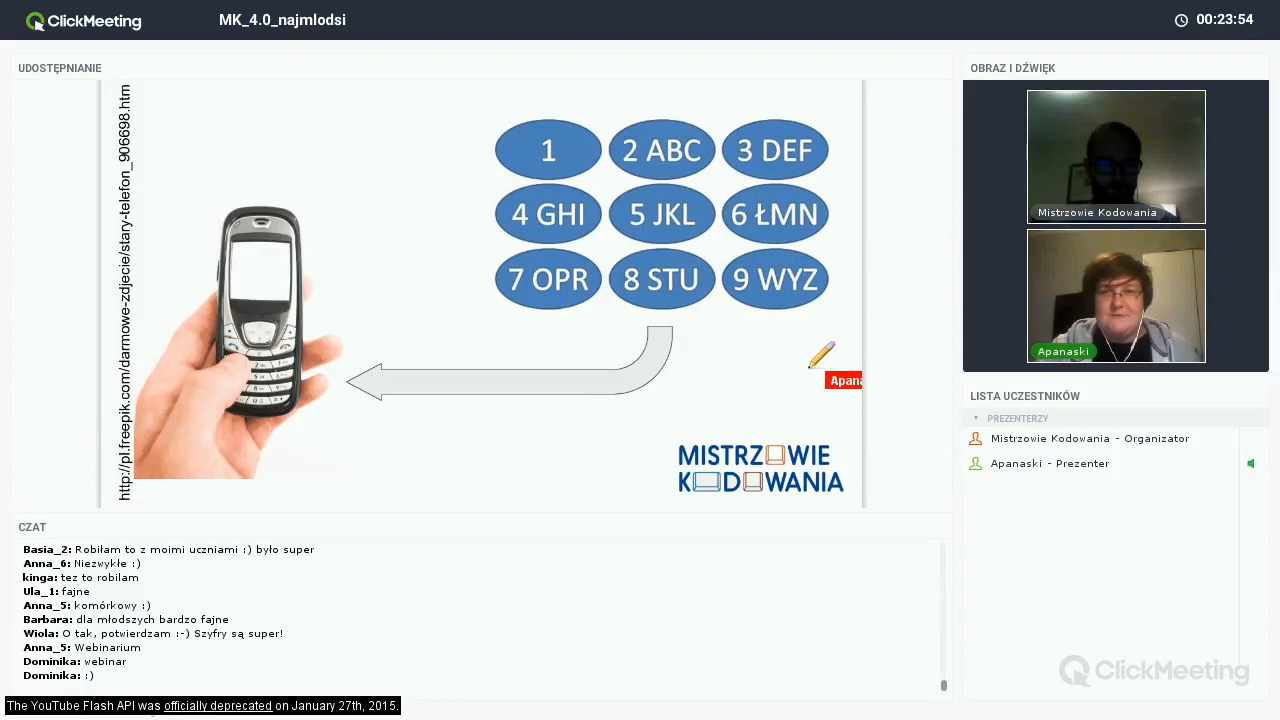 ClickMeeting
MK_4.0_najmlodsi
00:23:54
UDOSTĘPNIANIE
http://pl.freepik.com/darmowe-zdjecie/stary-telefon_906698.htm
1
2 ABC
3 DEF
4 GHI
5 JKL
6 ŁMN
7 OPR
8 STU
9 WYZ
Apana
MISTRZOWIE
KODOWANIA
OBRAZ I DŹWIĘK
Mistrzowie Kodowania
Apanaski
LISTA UCZESTNIKÓW
PREZENTERZY
Mistrzowie Kodowania - Organizator
Apanaski - Prezenter
ClickMeeting
CZAT
Basia_2: Robiłam to z moimi uczniami :) było super
Anna_6: Niezwykłe :)
kinga: tez to robilam
Ula_1: fajne
Anna_5: komórkowy :)
Barbara: dla młodszych bardzo fajne
Wiola: O tak, potwierdzam :-) Szyfry są super!
Anna_5: Webinarium
Dominika: webinar
Dominika: :)
The YouTube Flash API was officially deprecated on January 27th, 2015.